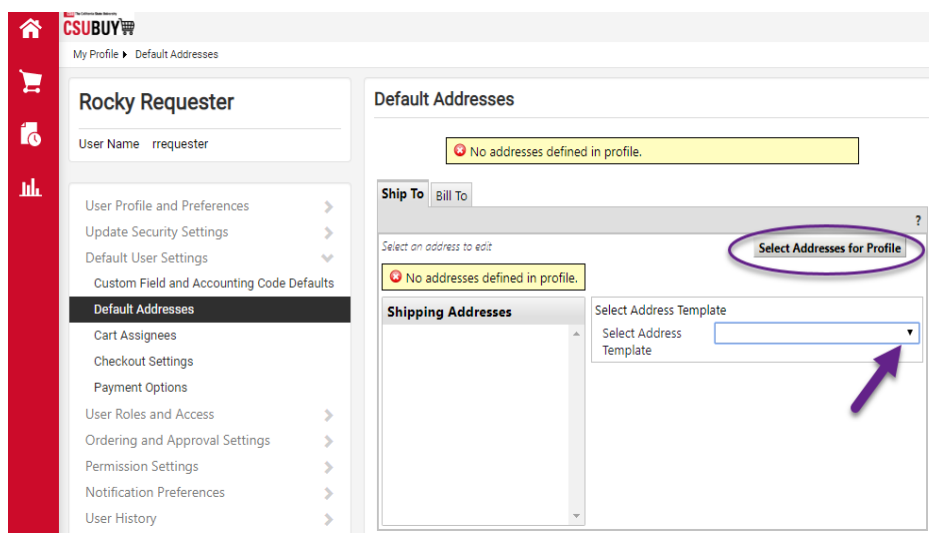 The California State University
CSUBUY
My Profile Default Addresses
Rocky Requester
User Name rrequester
User Profile and Preferences
Update Security Settings
Default User Settings
Custom Field and Accounting Code Defaults
Default Addresses
Cart Assignees
Checkout Settings
Payment Options
User Roles and Access
Ordering and Approval Settings
Permission Settings
Notification Preferences
User History
Default Addresses
No addresses defined in profile.
Ship To Bill To
?
Select an address to edit
Select Addresses for Profile
No addresses defined in profile.
Shipping Addresses
Select Address Template
Select Address
Template